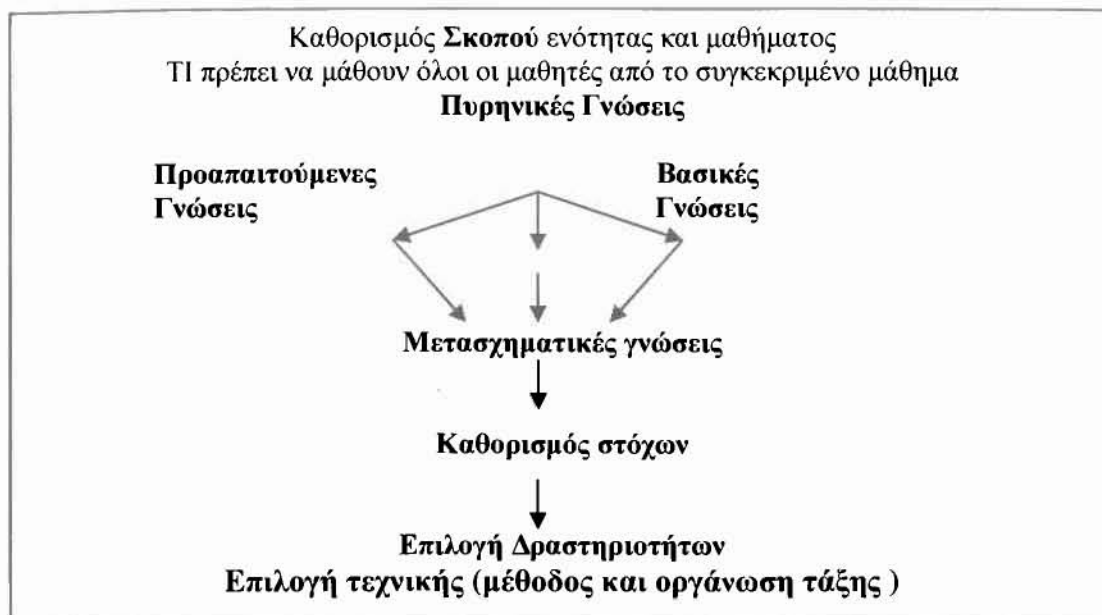 Καθορισμός Σκοπού ενότητας και μαθήματος
ΤΙ πρέπει να μάθουν όλοι οι μαθητές από το συγκεκριμένο μάθημα
Πυρηνικές Γνώσεις
Προαπαιτούμενες
Γνώσεις
Βασικές
Γνώσεις
Μετασχηματικές γνώσεις
Καθορισμός στόχων
Επιλογή Δραστηριοτήτων
Επιλογή τεχνικής (μέθοδος και οργάνωση τάξης )